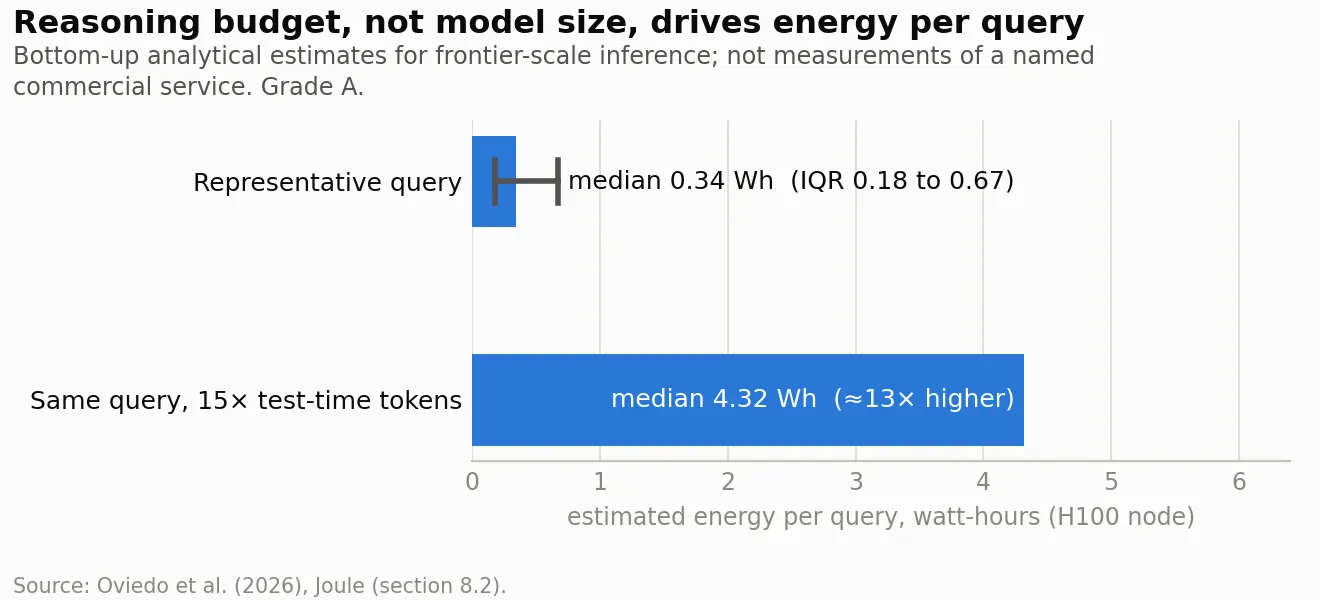 Reasoning budget, not model size, drives energy per query
Bottom-up analytical estimates for frontier-scale inference; not measurements of a named
commercial service. Grade A.
Representative query
median 0.34 Wh  (IQR 0.18 to 0.67)
Same query, 15× test-time tokens
median 4.32 Wh  (≈13× higher)
0 1 2 3 4 5 6
estimated energy per query, watt-hours (H100 node)
Source: Oviedo et al. (2026), Joule (section 8.2).